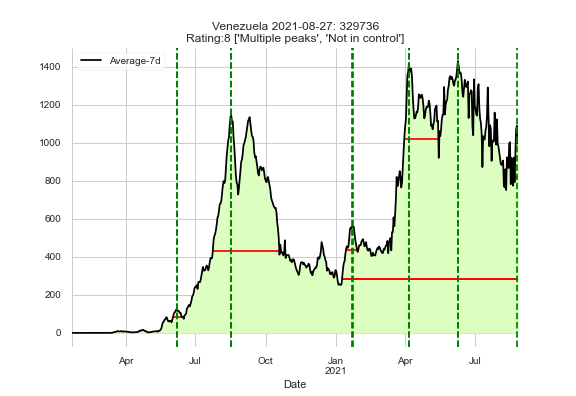 Venezuela 2021-08-27: 329736
Rating:8 ['Multiple peaks', 'Not in control']
Average-7d
1400
1200
1000
800
600
400
200
0
Apr
Jul
Oct
Jan
2021
Apr
Jul
Date